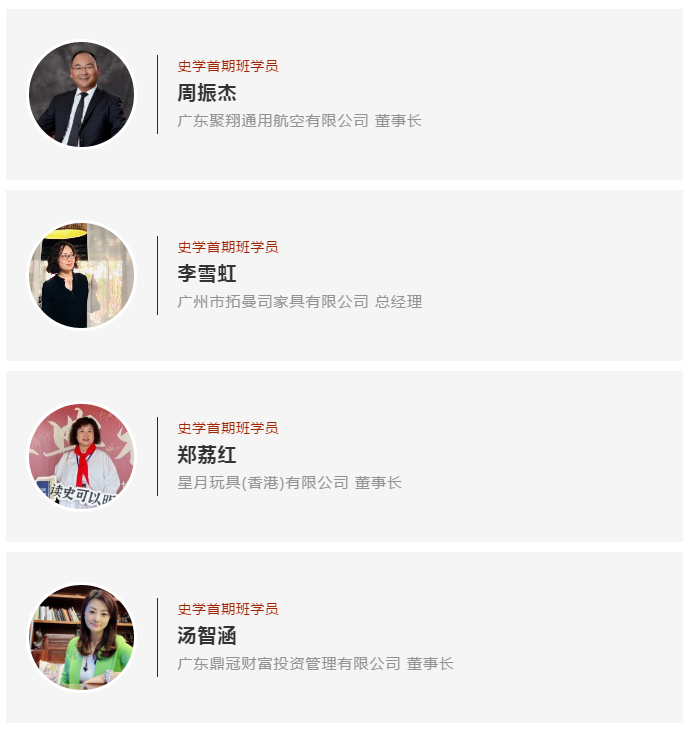 史学首期班学员
周振杰
广东聚翔通用航空有限公司 董事长
史学首期班学员
李雪虹
广州市拓曼司家具有限公司 总经理
史学首期班学员
郑荔红
星月玩具(香港)有限公司 董事长
读史可以明
史学首期班学员
汤智涵
广东鼎冠财富投资管理有限公司 董事长